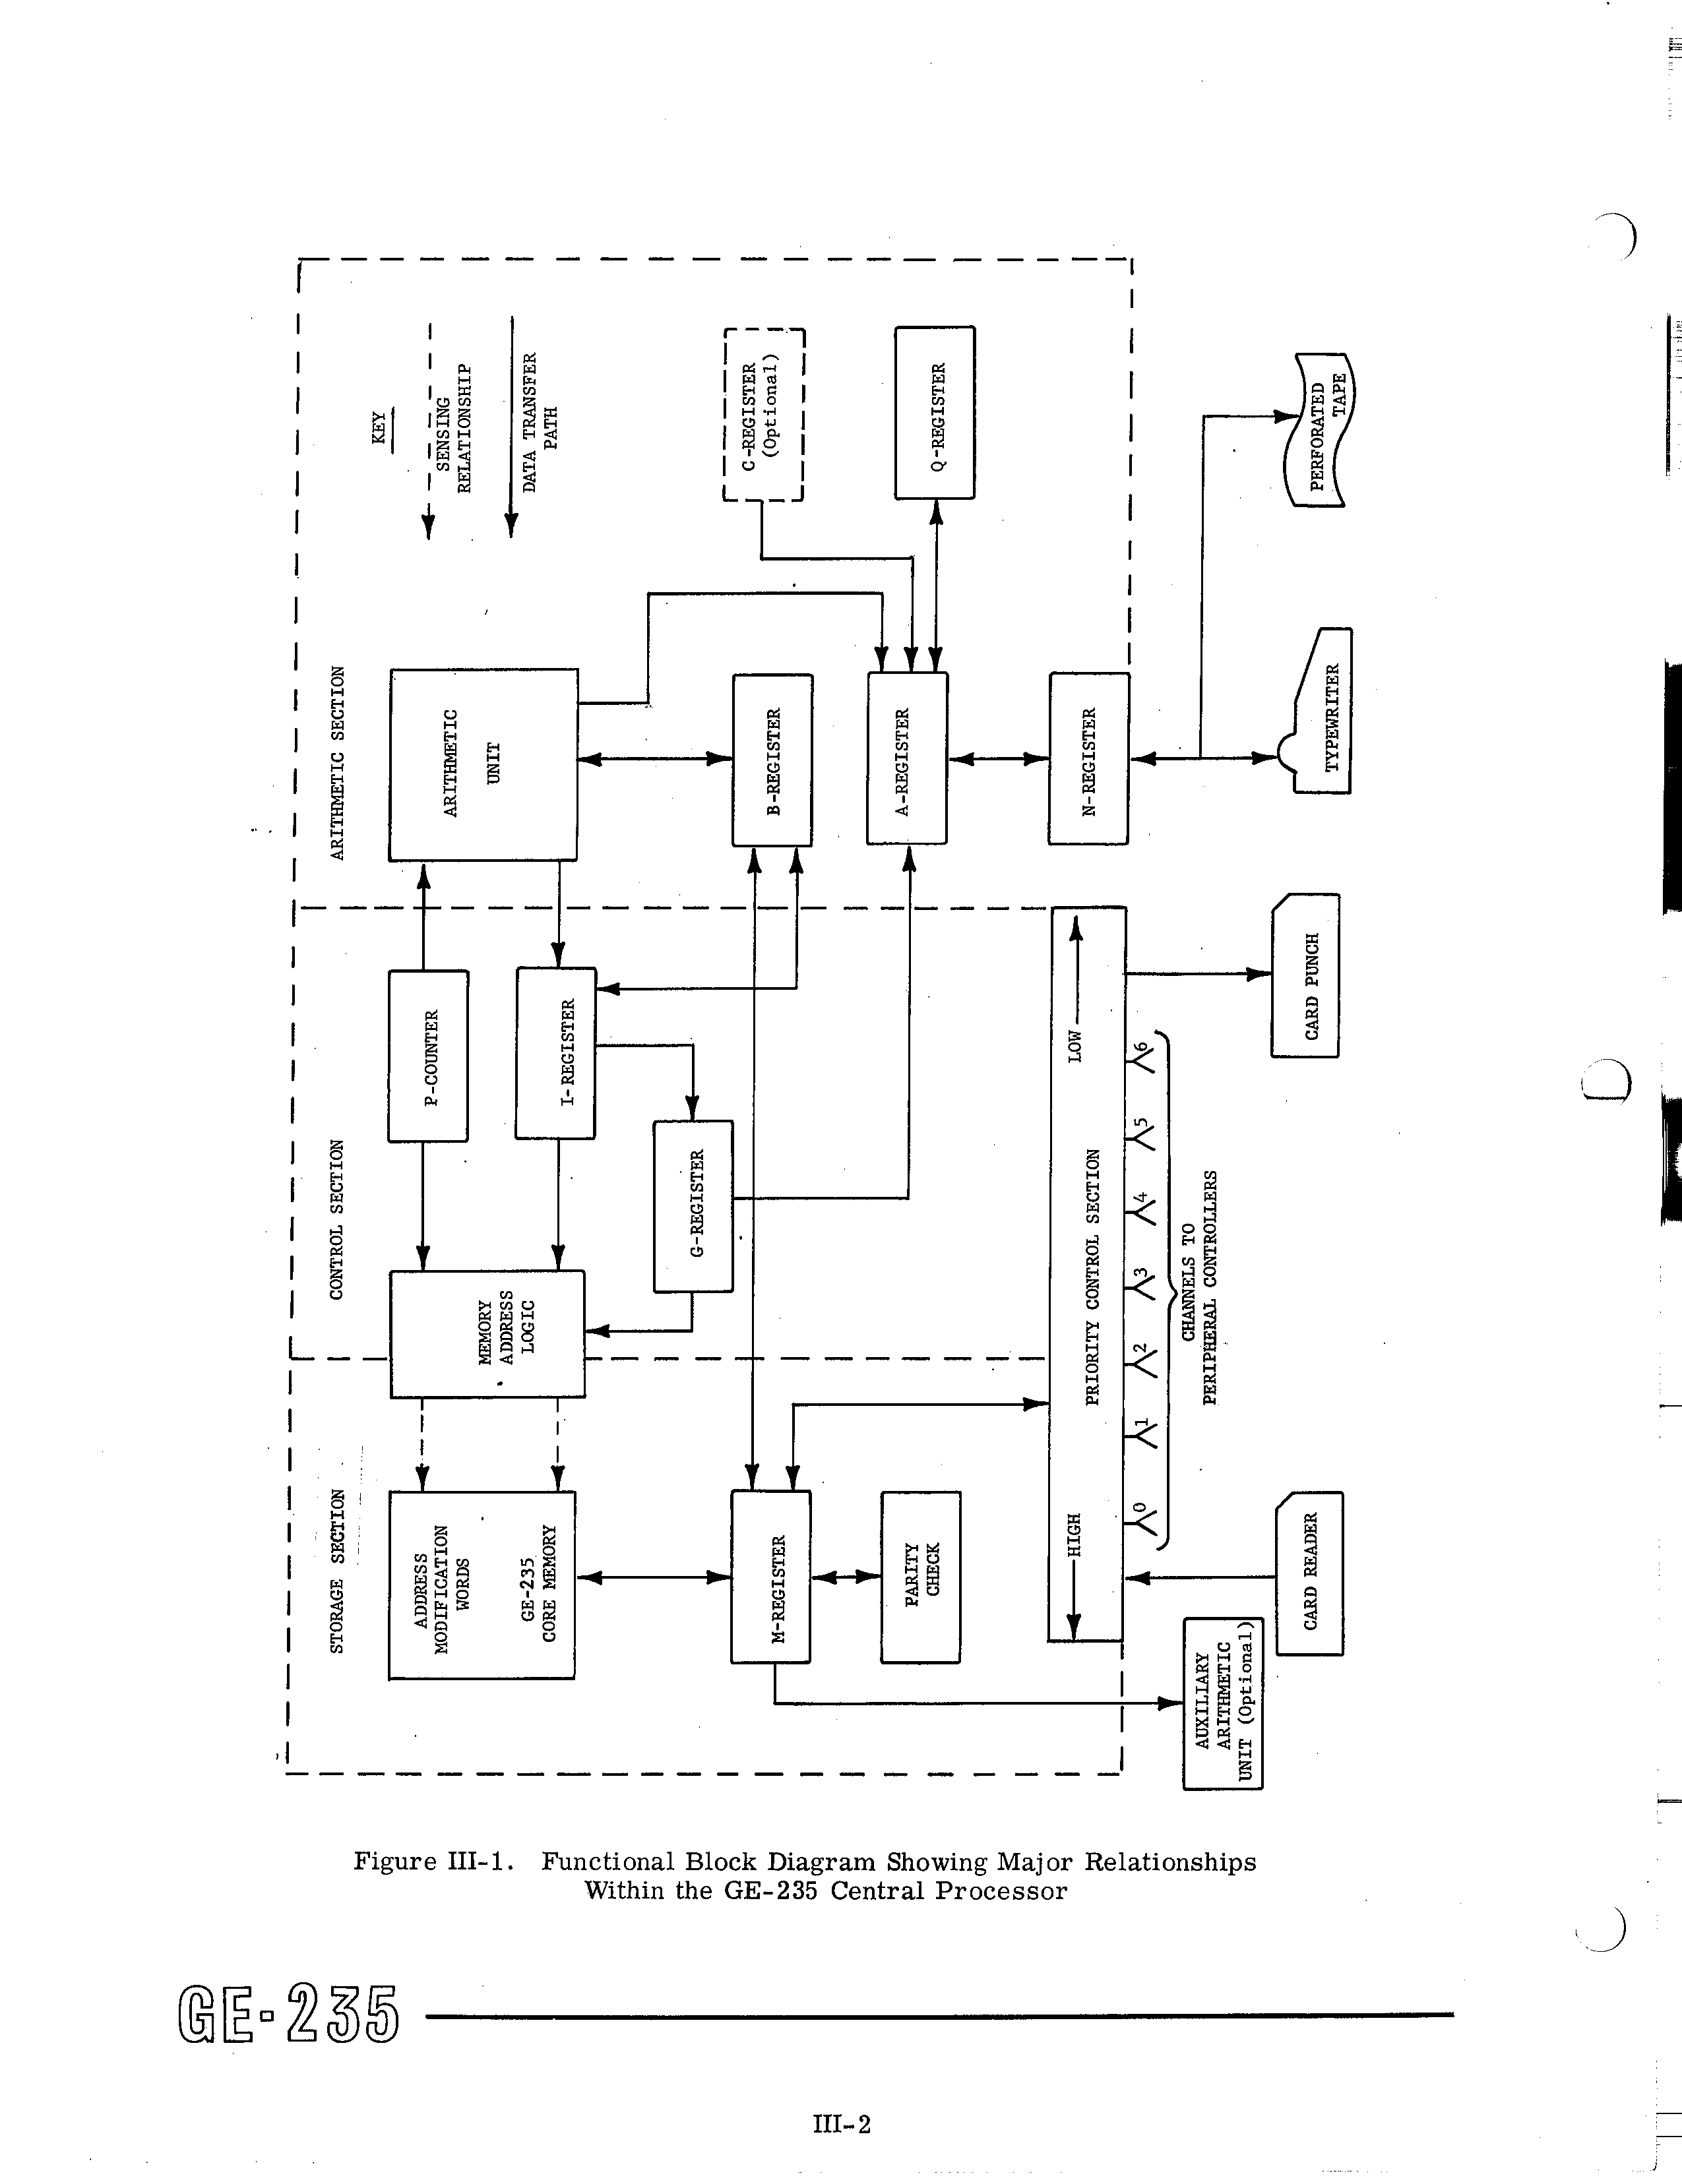 KEY
SENSING
RELATIONSHIP
DATA TRANSFER
PATH
STORAGE SECTION
CONTROL SECTION
ARITHMETIC SECTION
ADDRESS
MODIFICATION
WORDS
GE-235
CORE MEMORY
MEMORY
ADDRESS
LOGIC
P-COUNTER
I-REGISTER
G-REGISTER
ARITHMETIC
UNIT
B-REGISTER
C-REGISTER
(Optional)
Q-REGISTER
A-REGISTER
N-REGISTER
M-REGISTER
PARITY
CHECK
HIGH
LOW
PRIORITY CONTROL SECTION
0 1 2 3 4 5 6
CHANNELS TO
PERIPHERAL CONTROLLERS
AUXILIARY
ARITHMETIC
UNIT (Optional)
CARD READER
CARD PUNCH
TYPEWRITER
PERFORATED
TAPE
Figure III-1. Functional Block Diagram Showing Major Relationships
Within the GE-235 Central Processor
GE-235
III-2